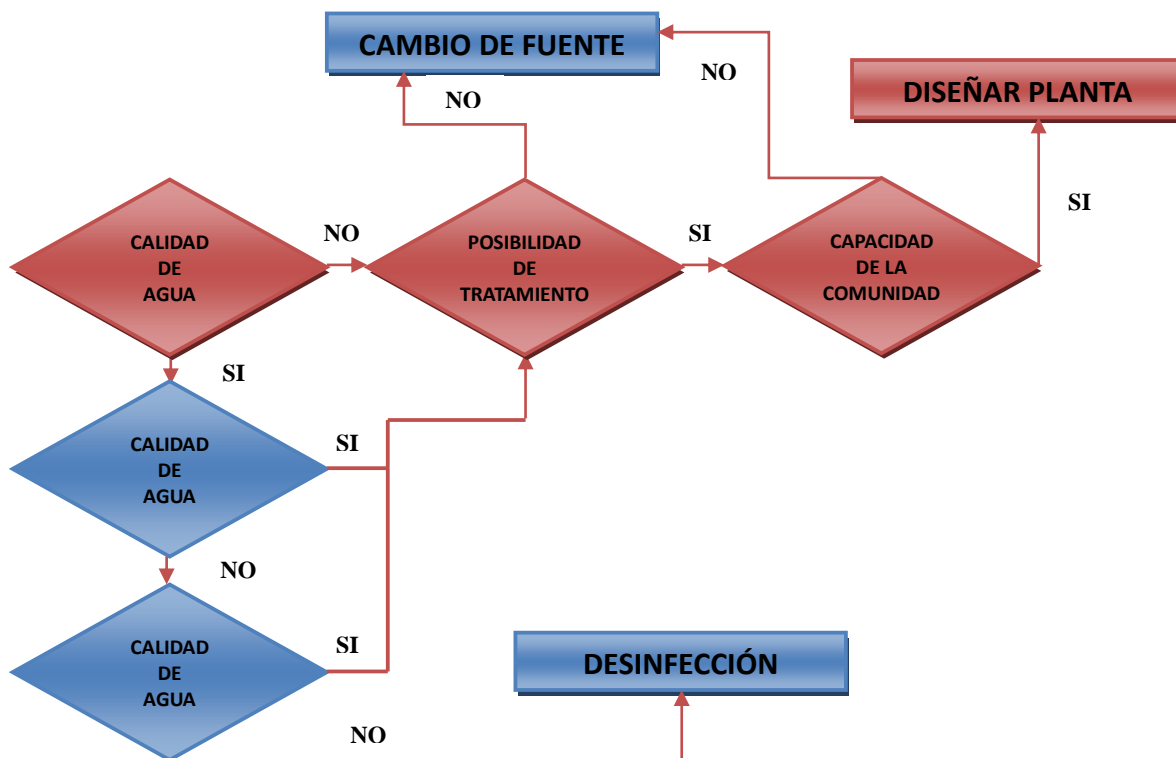 CAMBIO DE FUENTE
NO
NO
DISEÑAR PLANTA
SI
CALIDAD
DE
AGUA
NO
POSIBILIDAD
DE
TRATAMIENTO
SI
CAPACIDAD
DE LA
COMUNIDAD
SI
CALIDAD
DE
AGUA
SI
NO
CALIDAD
DE
AGUA
SI
DESINFECCIÓN
NO